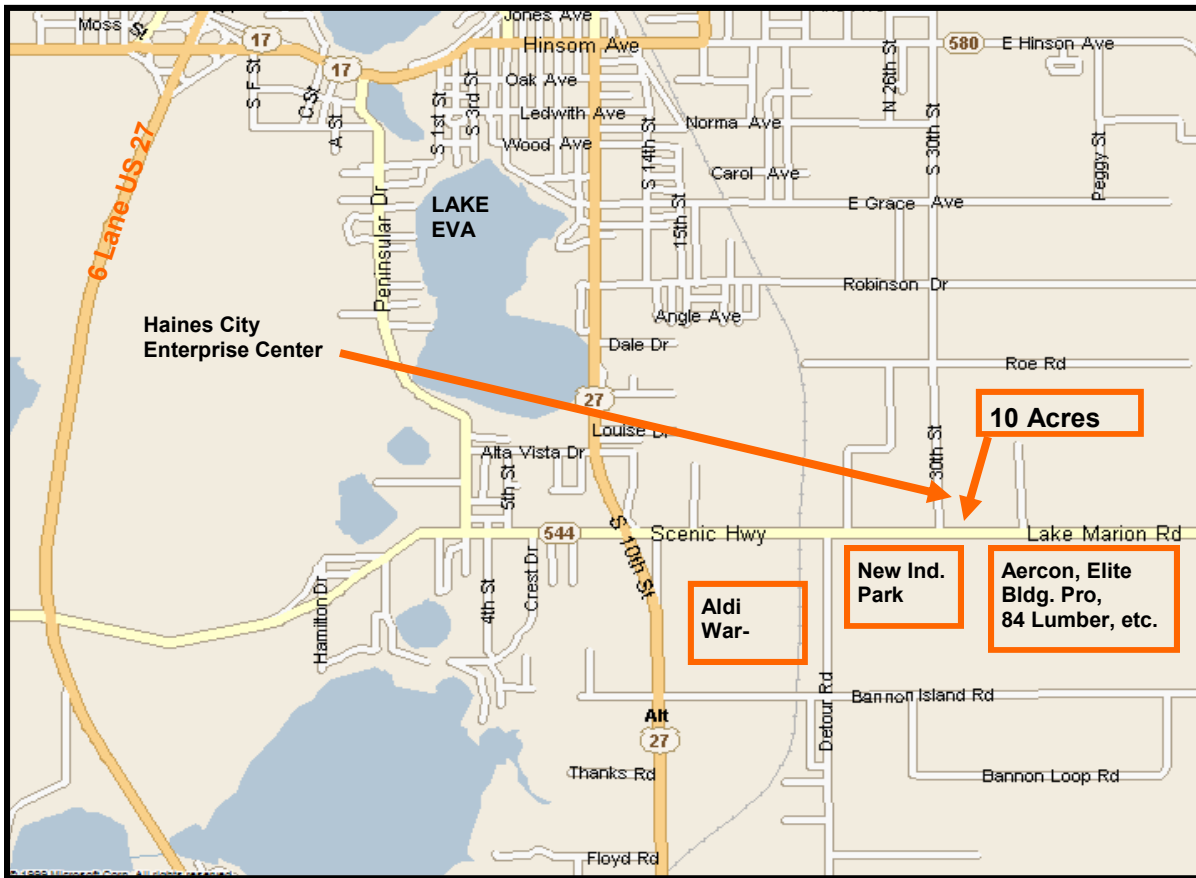 Jones Ave
Moss St
17
Hinsom Ave
580
E Hinson Ave
17
Oak Ave
S F St
C St
A St
S 1st St
S 3rd St
Ledwith Ave
Wood Ave
S 14th St
Norma Ave
N 26th St
S 30th St
Peggy St
Carol Ave
15th St
E Grace Ave
6 Lane US 27
Peninsular Dr
LAKE
EVA
Robinson Dr
Angle Ave
Haines City
Enterprise Center
Dale Dr
Roe Rd
27
10 Acres
Louise Dr
Alta Vista Dr
5th St
30th St
544
S 10th St
Scenic Hwy
Lake Marion Rd
Hamilton Dr
4th St
Crest Dr
Aldi
War-
New Ind.
Park
Aercon, Elite
Bldg. Pro,
84 Lumber, etc.
Detour Rd
Bannon Island Rd
Alt
27
Thanks Rd
Bannon Loop Rd
Floyd Rd